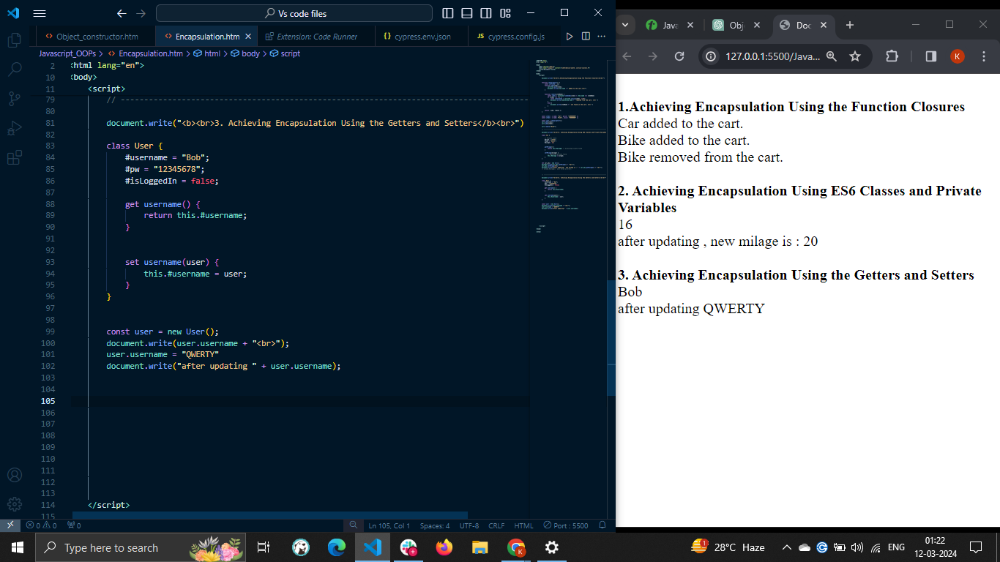 Vs code files
Object_constructor.htm
Encapsulation.htm
Extension: Code Runner
cypress.env.json
JS cypress.config.js
Javascript_OOPs > Encapsulation.htm > html > body > script
2 <html lang="en">
10 <body>
11 <script>
79 // ---------------------------------------------------------------------------------------
80
81 document.write("<b><br>3. Achieving Encapsulation Using the Getters and Setters</b><br>")
82
83 class User {
84 #username = "Bob";
85 #pw = "12345678";
86 #isLoggedIn = false;
87
88 get username() {
89 return this.#username;
90 }
91
92
93 set username(user) {
94 this.#username = user;
95 }
96 }
97
98
99 const user = new User();
100 document.write(user.username + "<br>");
101 user.username = "QWERTY"
102 document.write("after updating " + user.username);
103
104
105
106
107
108
109
110
111
112
113
114 </script>
115
0 0 0
Ln 105, Col 1 Spaces: 4 UTF-8 CRLF HTML Port : 5500
Java
Obj
Doc
127.0.0.1:5500/Java...
K
1.Achieving Encapsulation Using the Function Closures
Car added to the cart.
Bike added to the cart.
Bike removed from the cart.
2. Achieving Encapsulation Using ES6 Classes and Private
Variables
16
after updating , new milage is : 20
3. Achieving Encapsulation Using the Getters and Setters
Bob
after updating QWERTY
Type here to search
1
28°C Haze
ENG
01:22
12-03-2024